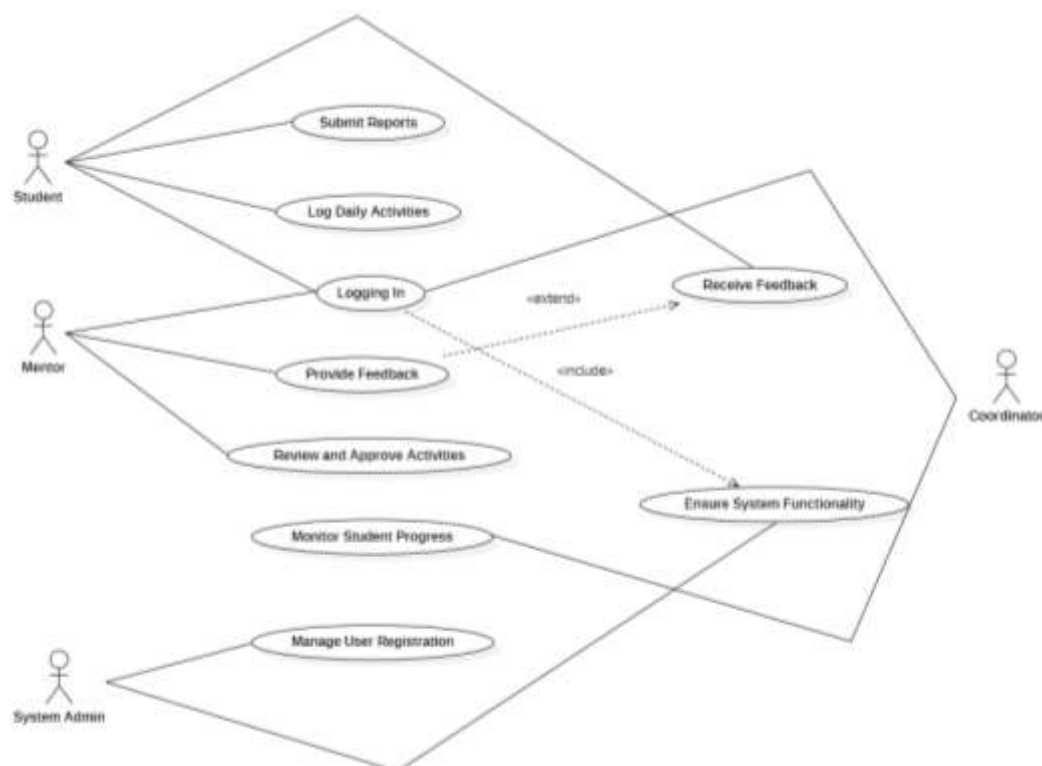 Submit Reports
Student
Log Daily Activities
Logging In
Receive Feedback
«extend»
Mentor
Provide Feedback
«include»
Coordinator
Review and Approve Activities
Ensure System Functionality
Monitor Student Progress
Manage User Registration
System Admin